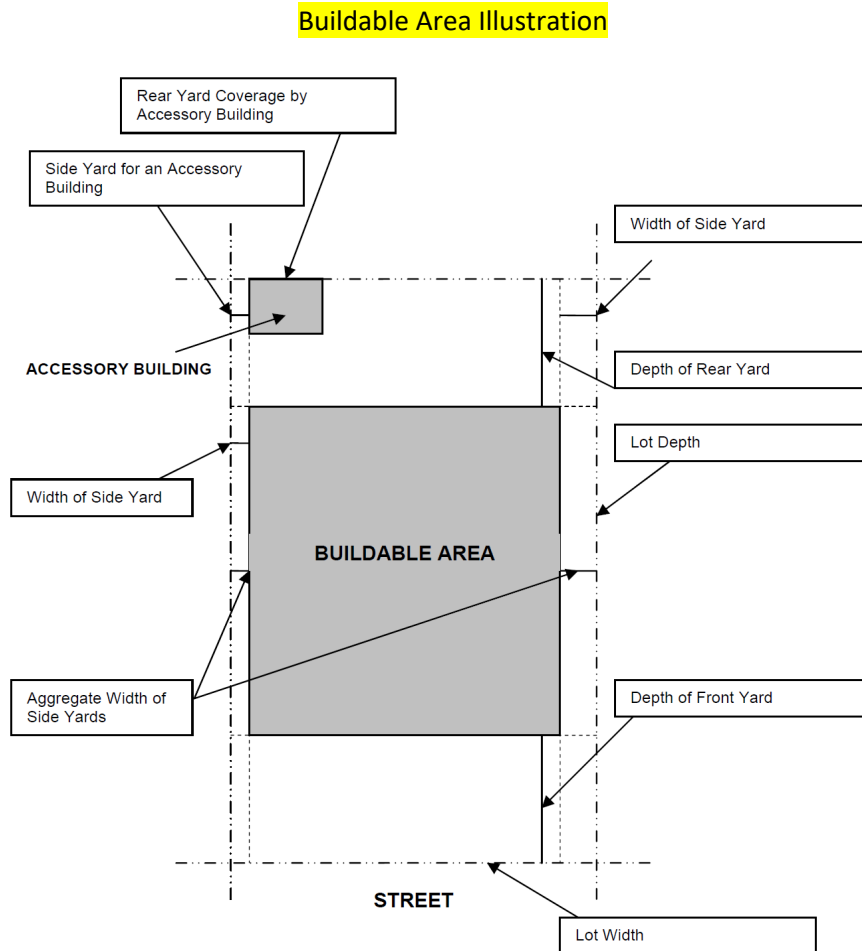 Buildable Area Illustration
Rear Yard Coverage by
Accessory Building
Side Yard for an Accessory
Building
Width of Side Yard
ACCESSORY BUILDING
Depth of Rear Yard
Lot Depth
Width of Side Yard
BUILDABLE AREA
Aggregate Width of
Side Yards
Depth of Front Yard
STREET
Lot Width